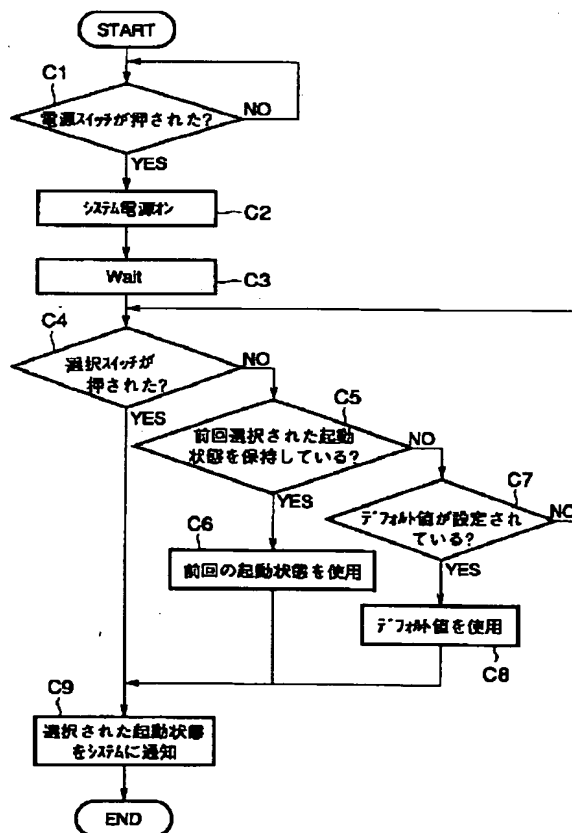 START
C1
電源スイッチが押された?
NO
YES
システム電源オン
C2
Wait
C3
C4
選択スイッチが
押された?
NO
YES
C5
前回選択された起動
状態を保持している?
NO
YES
C7
デフォルト値が設定され
ている?
NO
YES
C6
前回の起動状態を使用
デフォルト値を使用
C8
C9
選択された起動状態
をシステムに通知
END